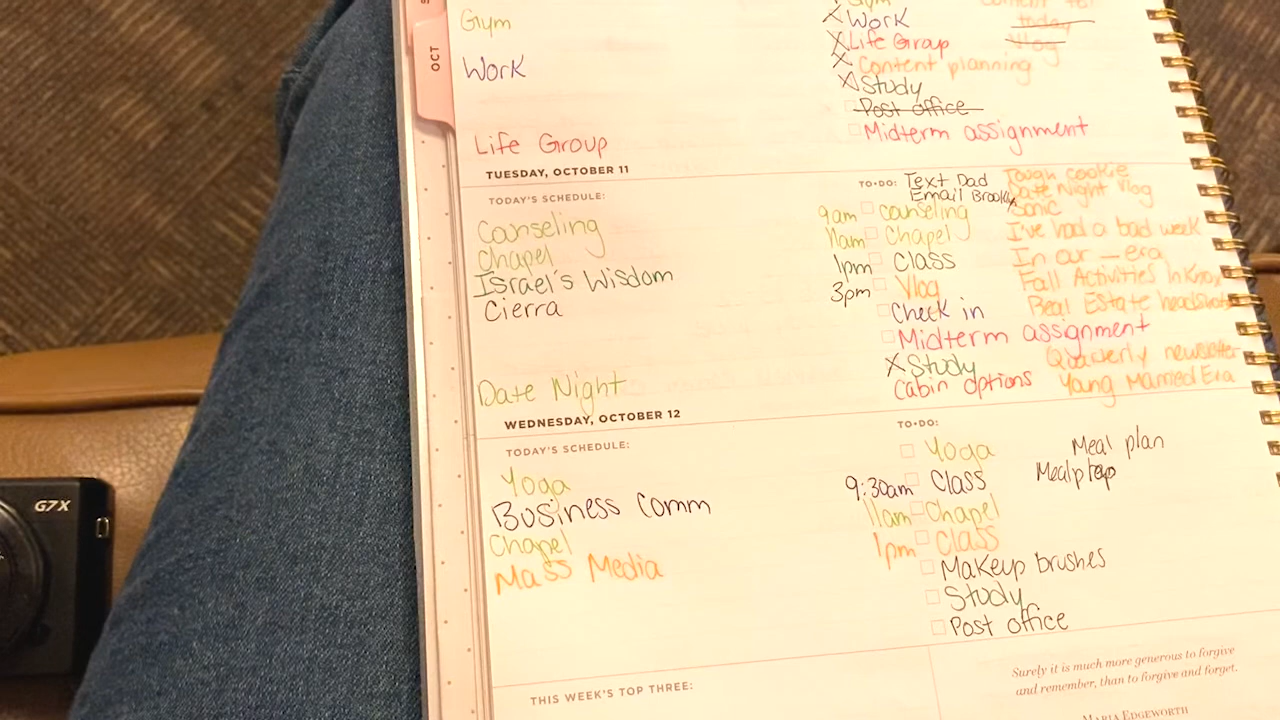 OCT
Gym
Work
Life Group
Work
today
Life Group
Vlog
Content planning
Study
Post office
Midterm assignment
TUESDAY, OCTOBER 11
TODAY'S SCHEDULE:
Counseling
Chapel
Israel's Wisdom
Cierra
Date Night
TO-DO: Text Dad
Email Brookly
9am counseling
11am Chapel
1pm Class
3pm Vlog
Check in
Midterm assignment
X Study
Cabin options
Tough cookie
Date Night Vlog
Sonic
I've had a bad week
In our — era
Fall Activities in Knox
Real Estate headshots
Quarterly newsletter
Young Married Era
WEDNESDAY, OCTOBER 12
TODAY'S SCHEDULE:
Yoga
Business Comm
Chapel
Mass Media
TO-DO:
Yoga
9:30am Class
11am Chapel
1pm Class
Makeup brushes
Study
Post office
Meal plan
Meal prep
THIS WEEK'S TOP THREE:
Surely it is much more generous to forgive
and remember, than to forgive and forget.
MARIA EDGEWORTH
G7X